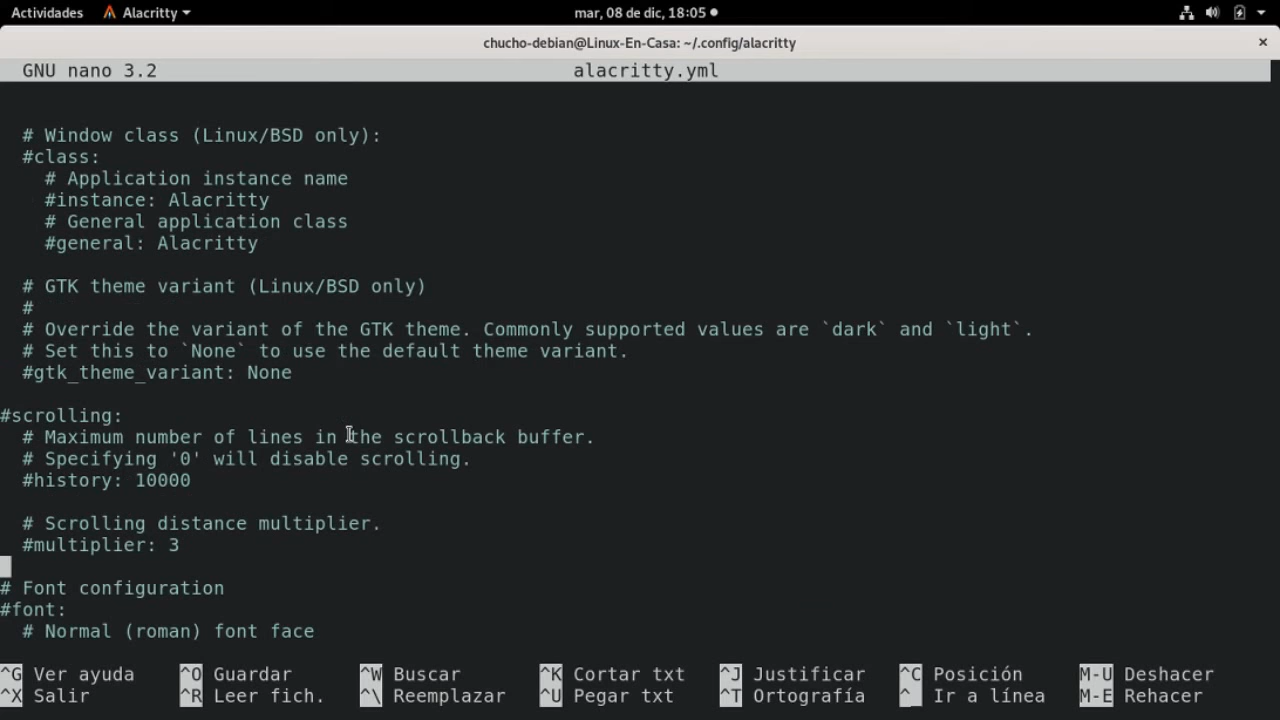 Actividades Alacritty mar, 08 de dic, 18:05
chucho-debian@Linux-En-Casa: ~/.config/alacritty ×
GNU nano 3.2 alacritty.yml
# Window class (Linux/BSD only):
#class:
# Application instance name
#instance: Alacritty
# General application class
#general: Alacritty
# GTK theme variant (Linux/BSD only)
#
# Override the variant of the GTK theme. Commonly supported values are `dark` and `light`.
# Set this to `None` to use the default theme variant.
#gtk_theme_variant: None
#scrolling:
# Maximum number of lines in the scrollback buffer.
# Specifying '0' will disable scrolling.
#history: 10000
# Scrolling distance multiplier.
#multiplier: 3
# Font configuration
#font:
# Normal (roman) font face
^G Ver ayuda ^O Guardar ^W Buscar ^K Cortar txt ^J Justificar ^C Posición M-U Deshacer
^X Salir ^R Leer fich. ^\ Reemplazar ^U Pegar txt ^T Ortografía ^_ Ir a línea M-E Rehacer